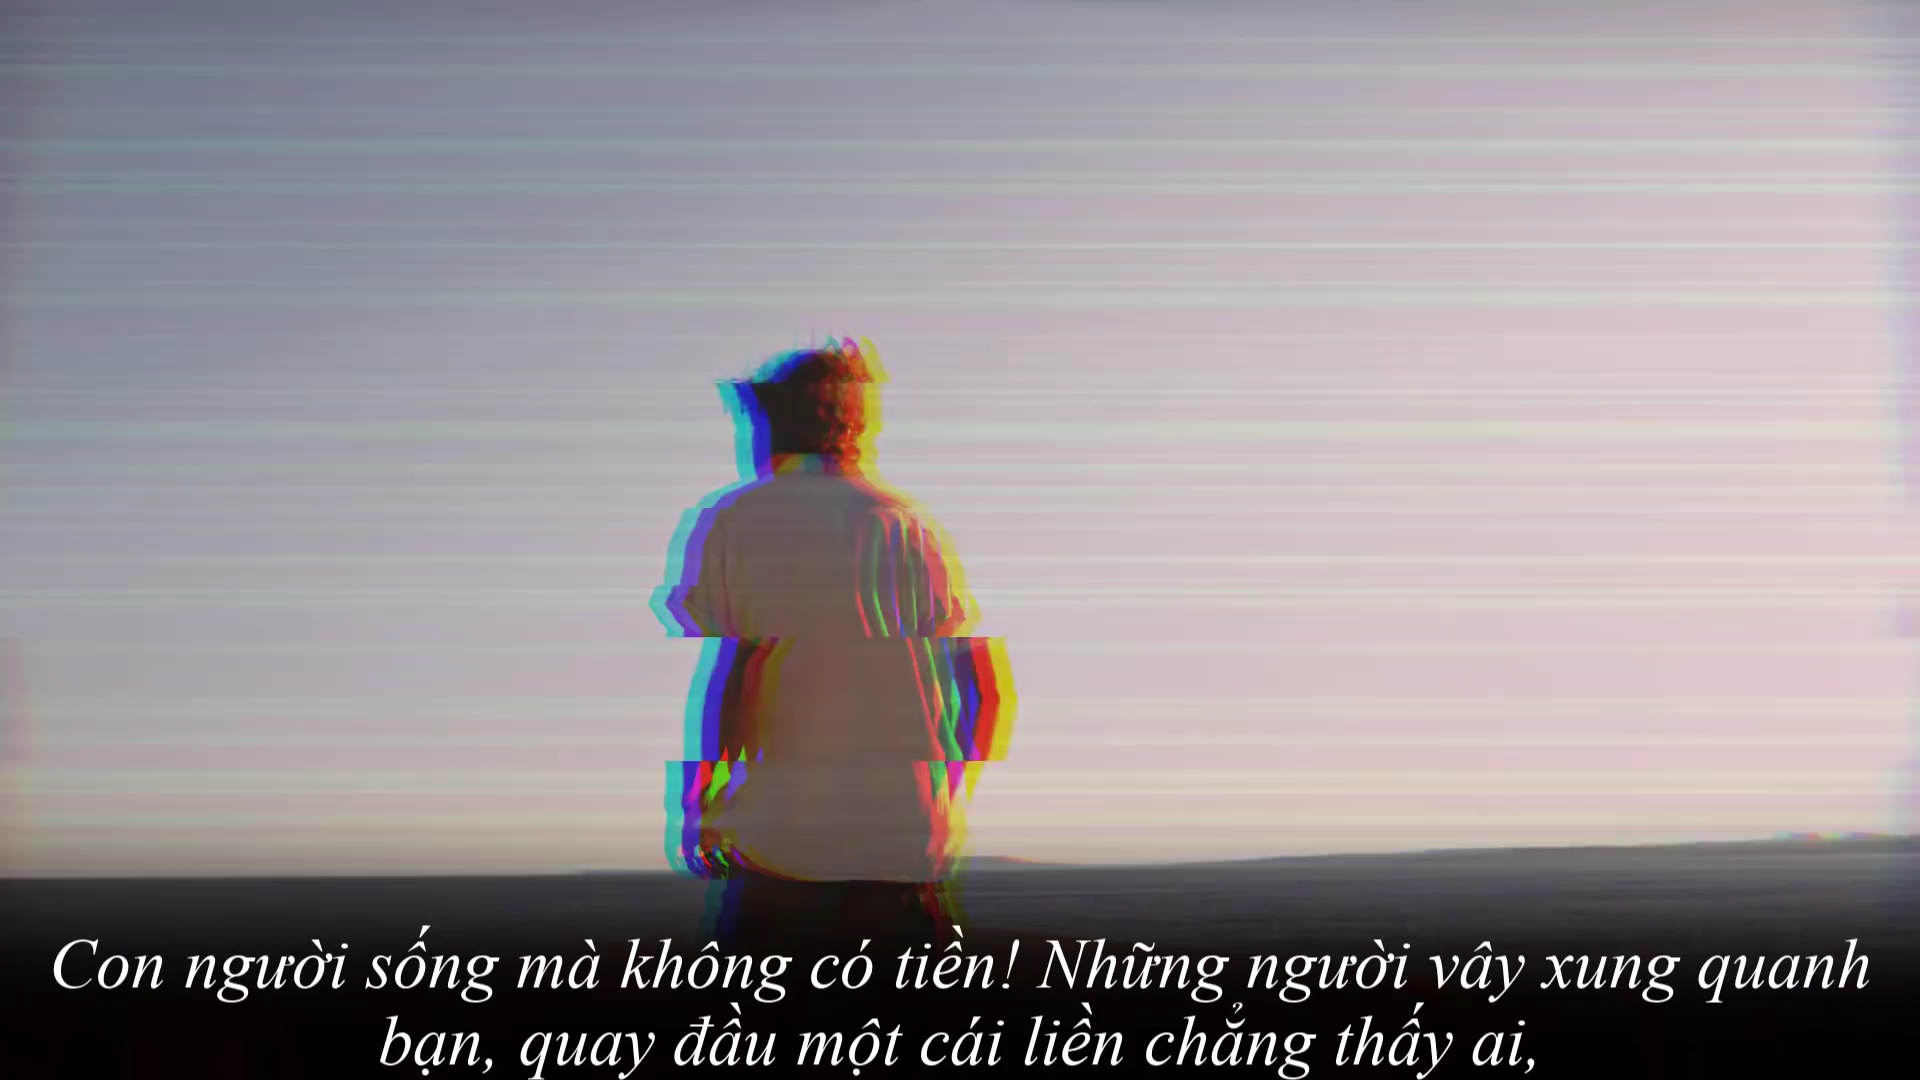 Con người sống mà không có tiền! Những người vây xung quanh
bạn, quay đầu một cái liền chẳng thấy ai,